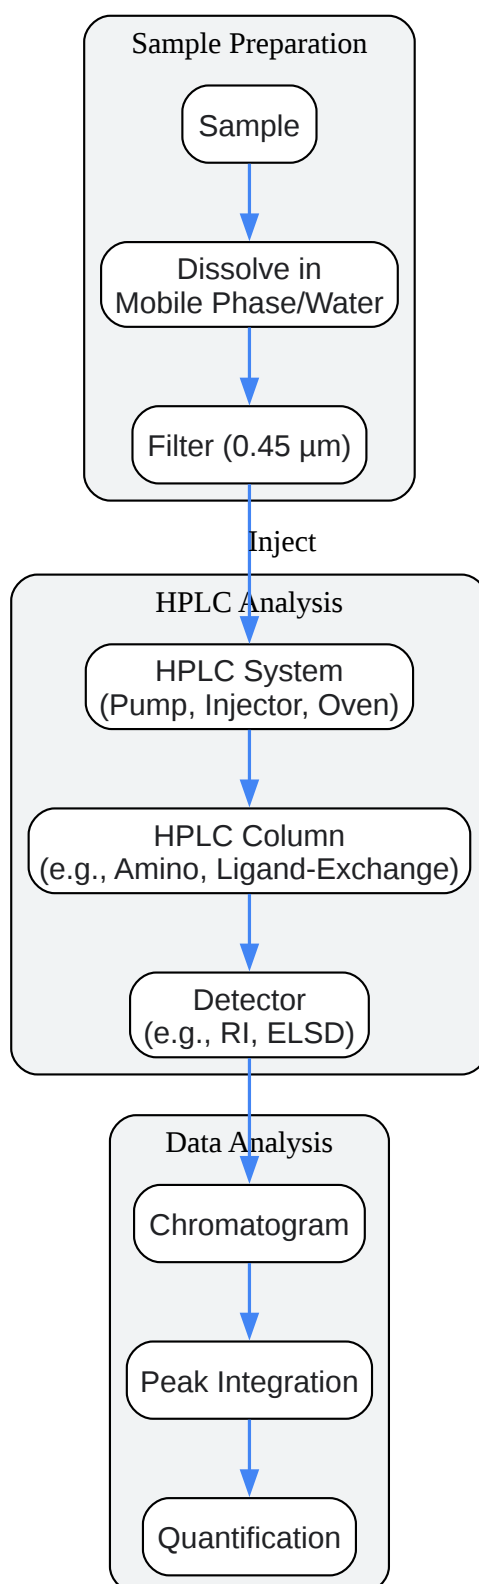 Sample Preparation
Sample
Dissolve in
Mobile Phase/Water
Filter (0.45 µm)
Inject
HPLC Analysis
HPLC System
(Pump, Injector, Oven)
HPLC Column
(e.g., Amino, Ligand-Exchange)
Detector
(e.g., RI, ELSD)
Data Analysis
Chromatogram
Peak Integration
Quantification